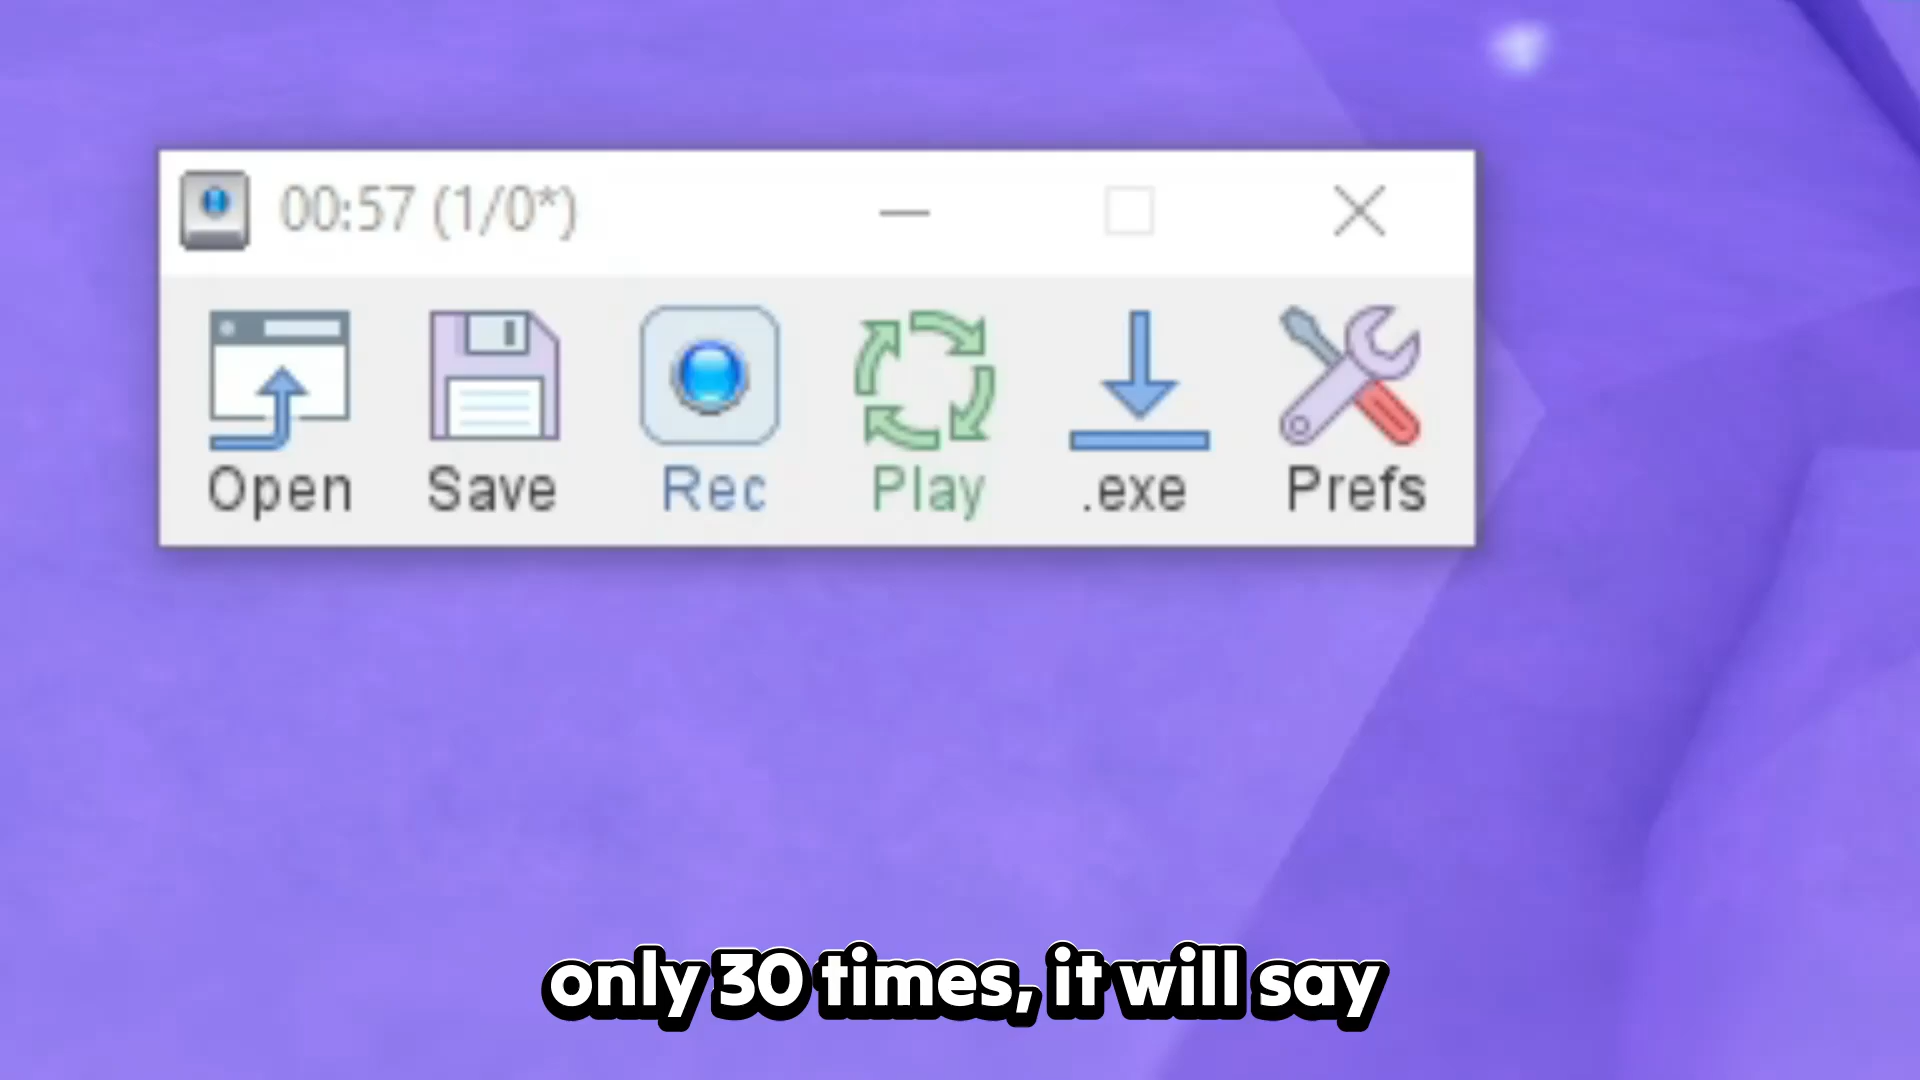 00:57 (1/0*)
Open Save Rec Play .exe Prefs
only 30 times, it will say